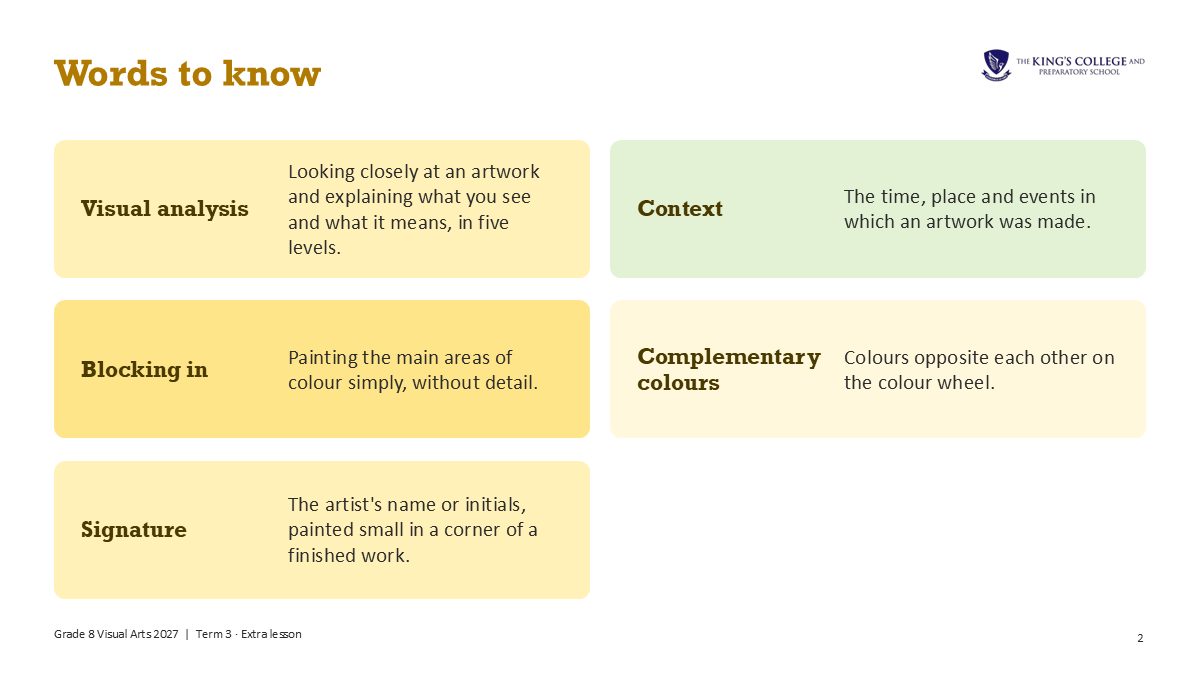 Words to know
THE KING'S COLLEGE AND
PREPARATORY SCHOOL
Visual analysis
Looking closely at an artwork
and explaining what you see
and what it means, in five
levels.
Context
The time, place and events in
which an artwork was made.
Blocking in
Painting the main areas of
colour simply, without detail.
Complementary
colours
Colours opposite each other on
the colour wheel.
Signature
The artist's name or initials,
painted small in a corner of a
finished work.
Grade 8 Visual Arts 2027 | Term 3 · Extra lesson
2